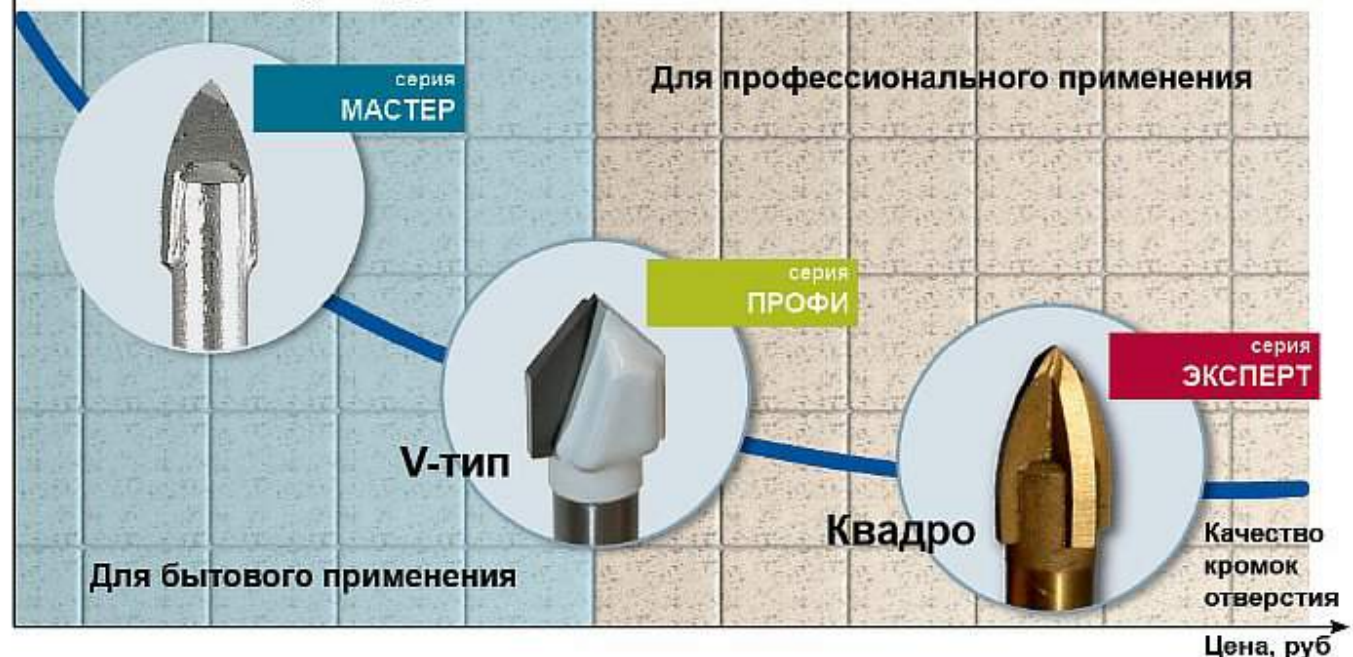 серия
МАСТЕР
Для профессионального применения
серия
ПРОФИ
серия
ЭКСПЕРТ
V-тип
Квадро
Качество
кромок
отверстия
Для бытового применения
Цена, руб